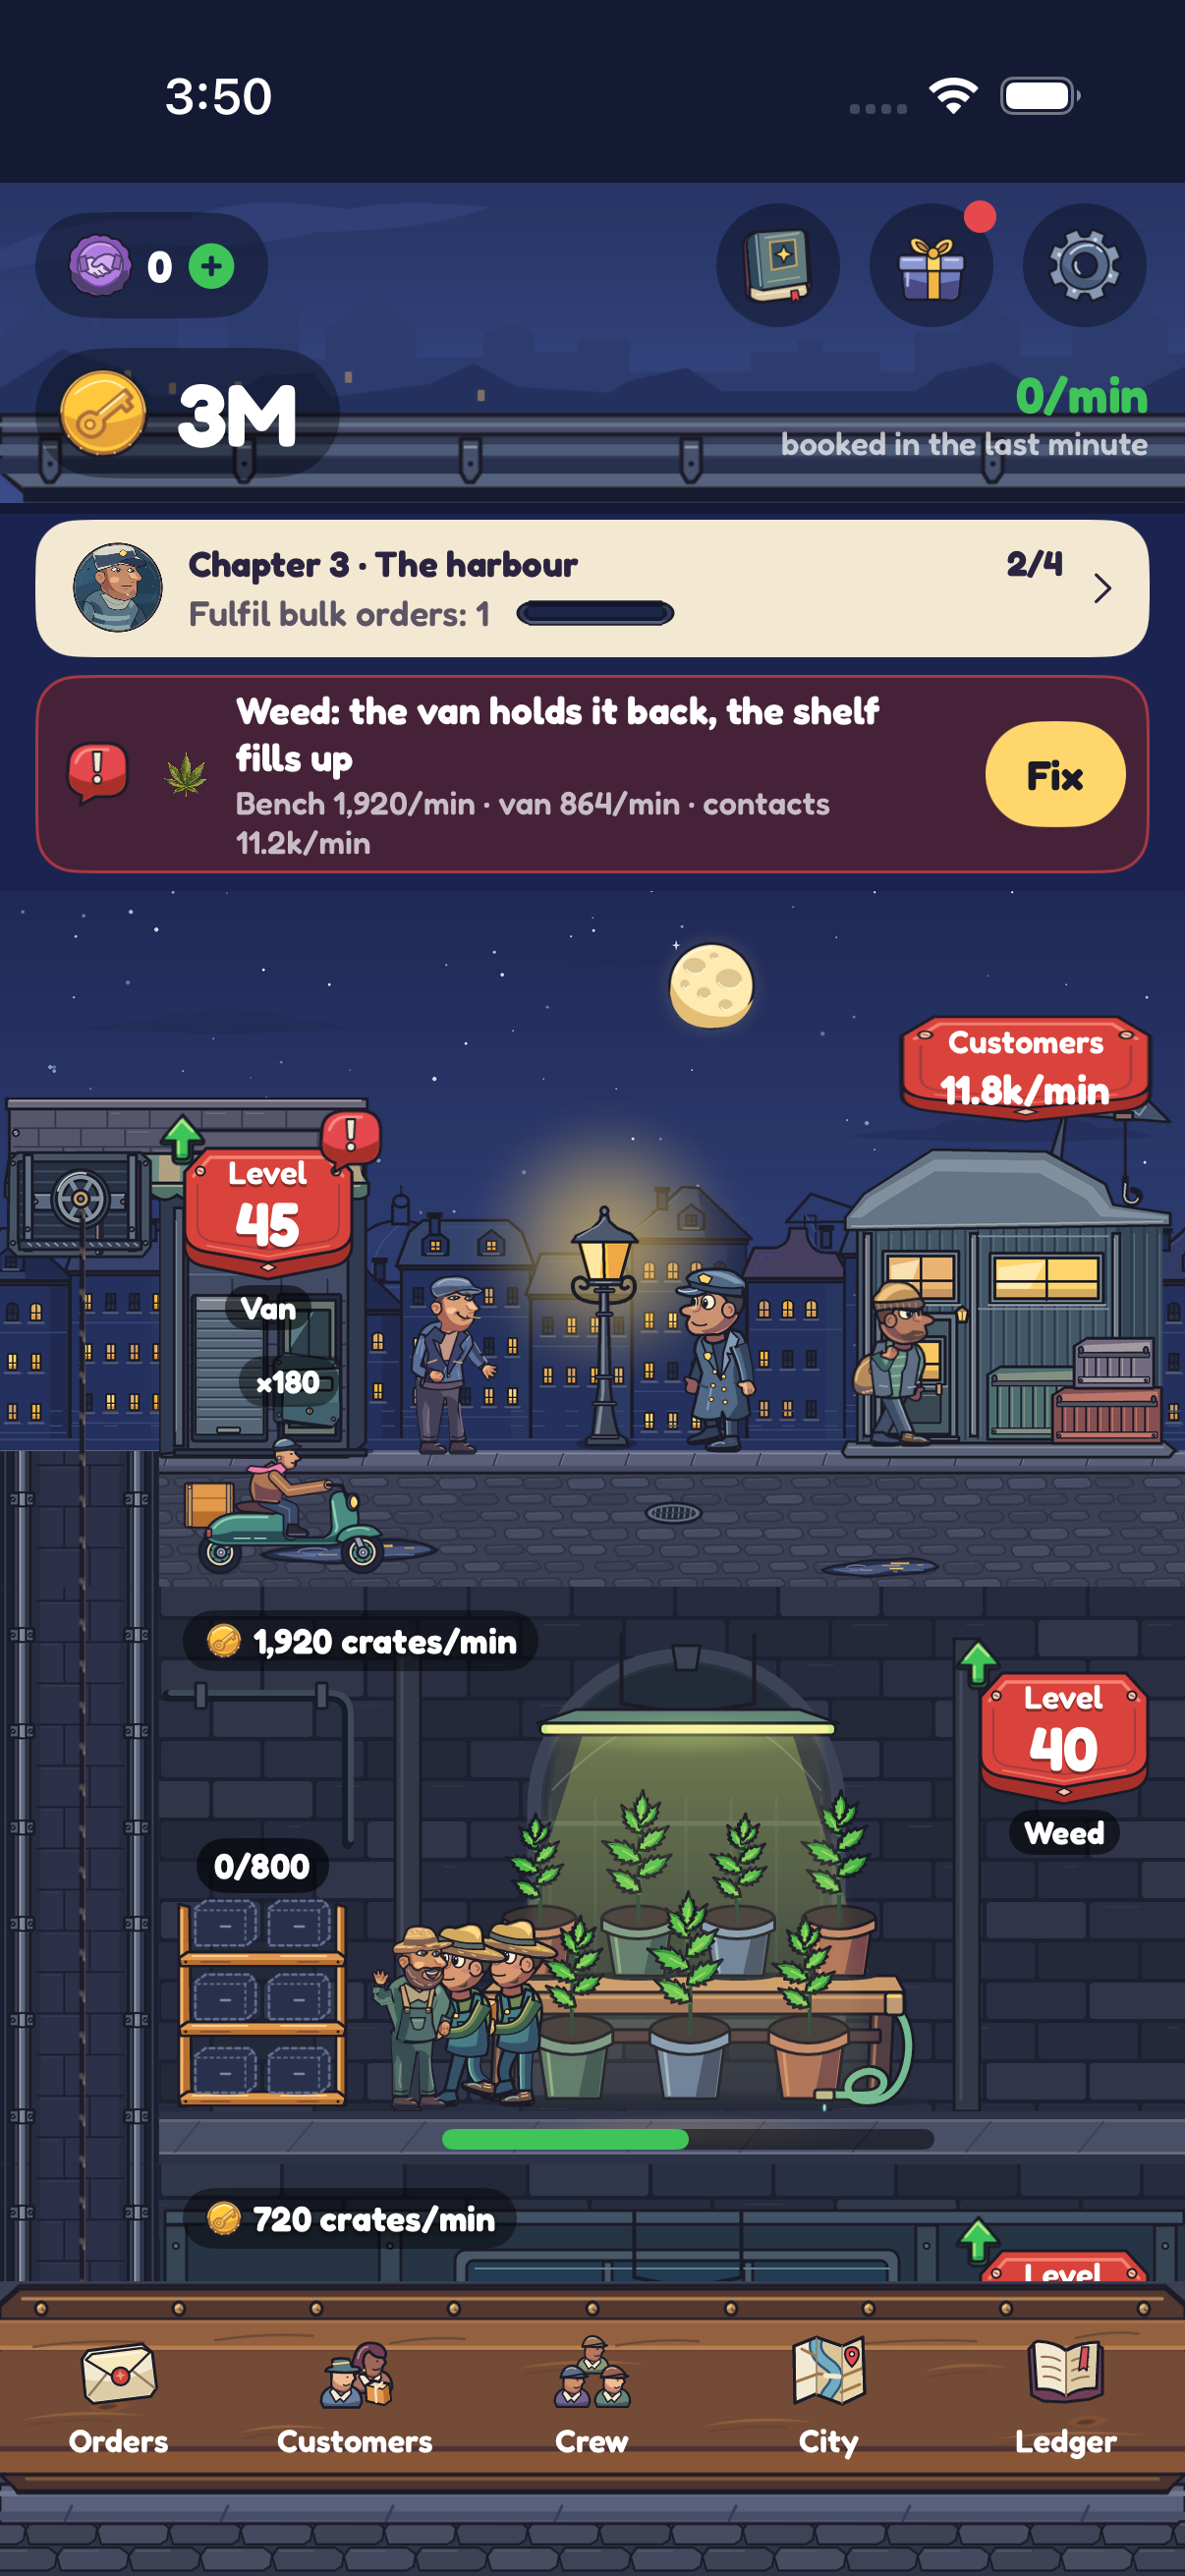 3:50
0
3M
0/min
booked in the last minute
Chapter 3 · The harbour
2/4
Fulfil bulk orders: 1
Weed: the van holds it back, the shelf
fills up
Bench 1,920/min · van 864/min · contacts
11.2k/min
Fix
Customers
11.8k/min
Level
45
Van
×180
1,920 crates/min
Level
40
Weed
0/800
720 crates/min
Level
Orders
Customers
Crew
City
Ledger